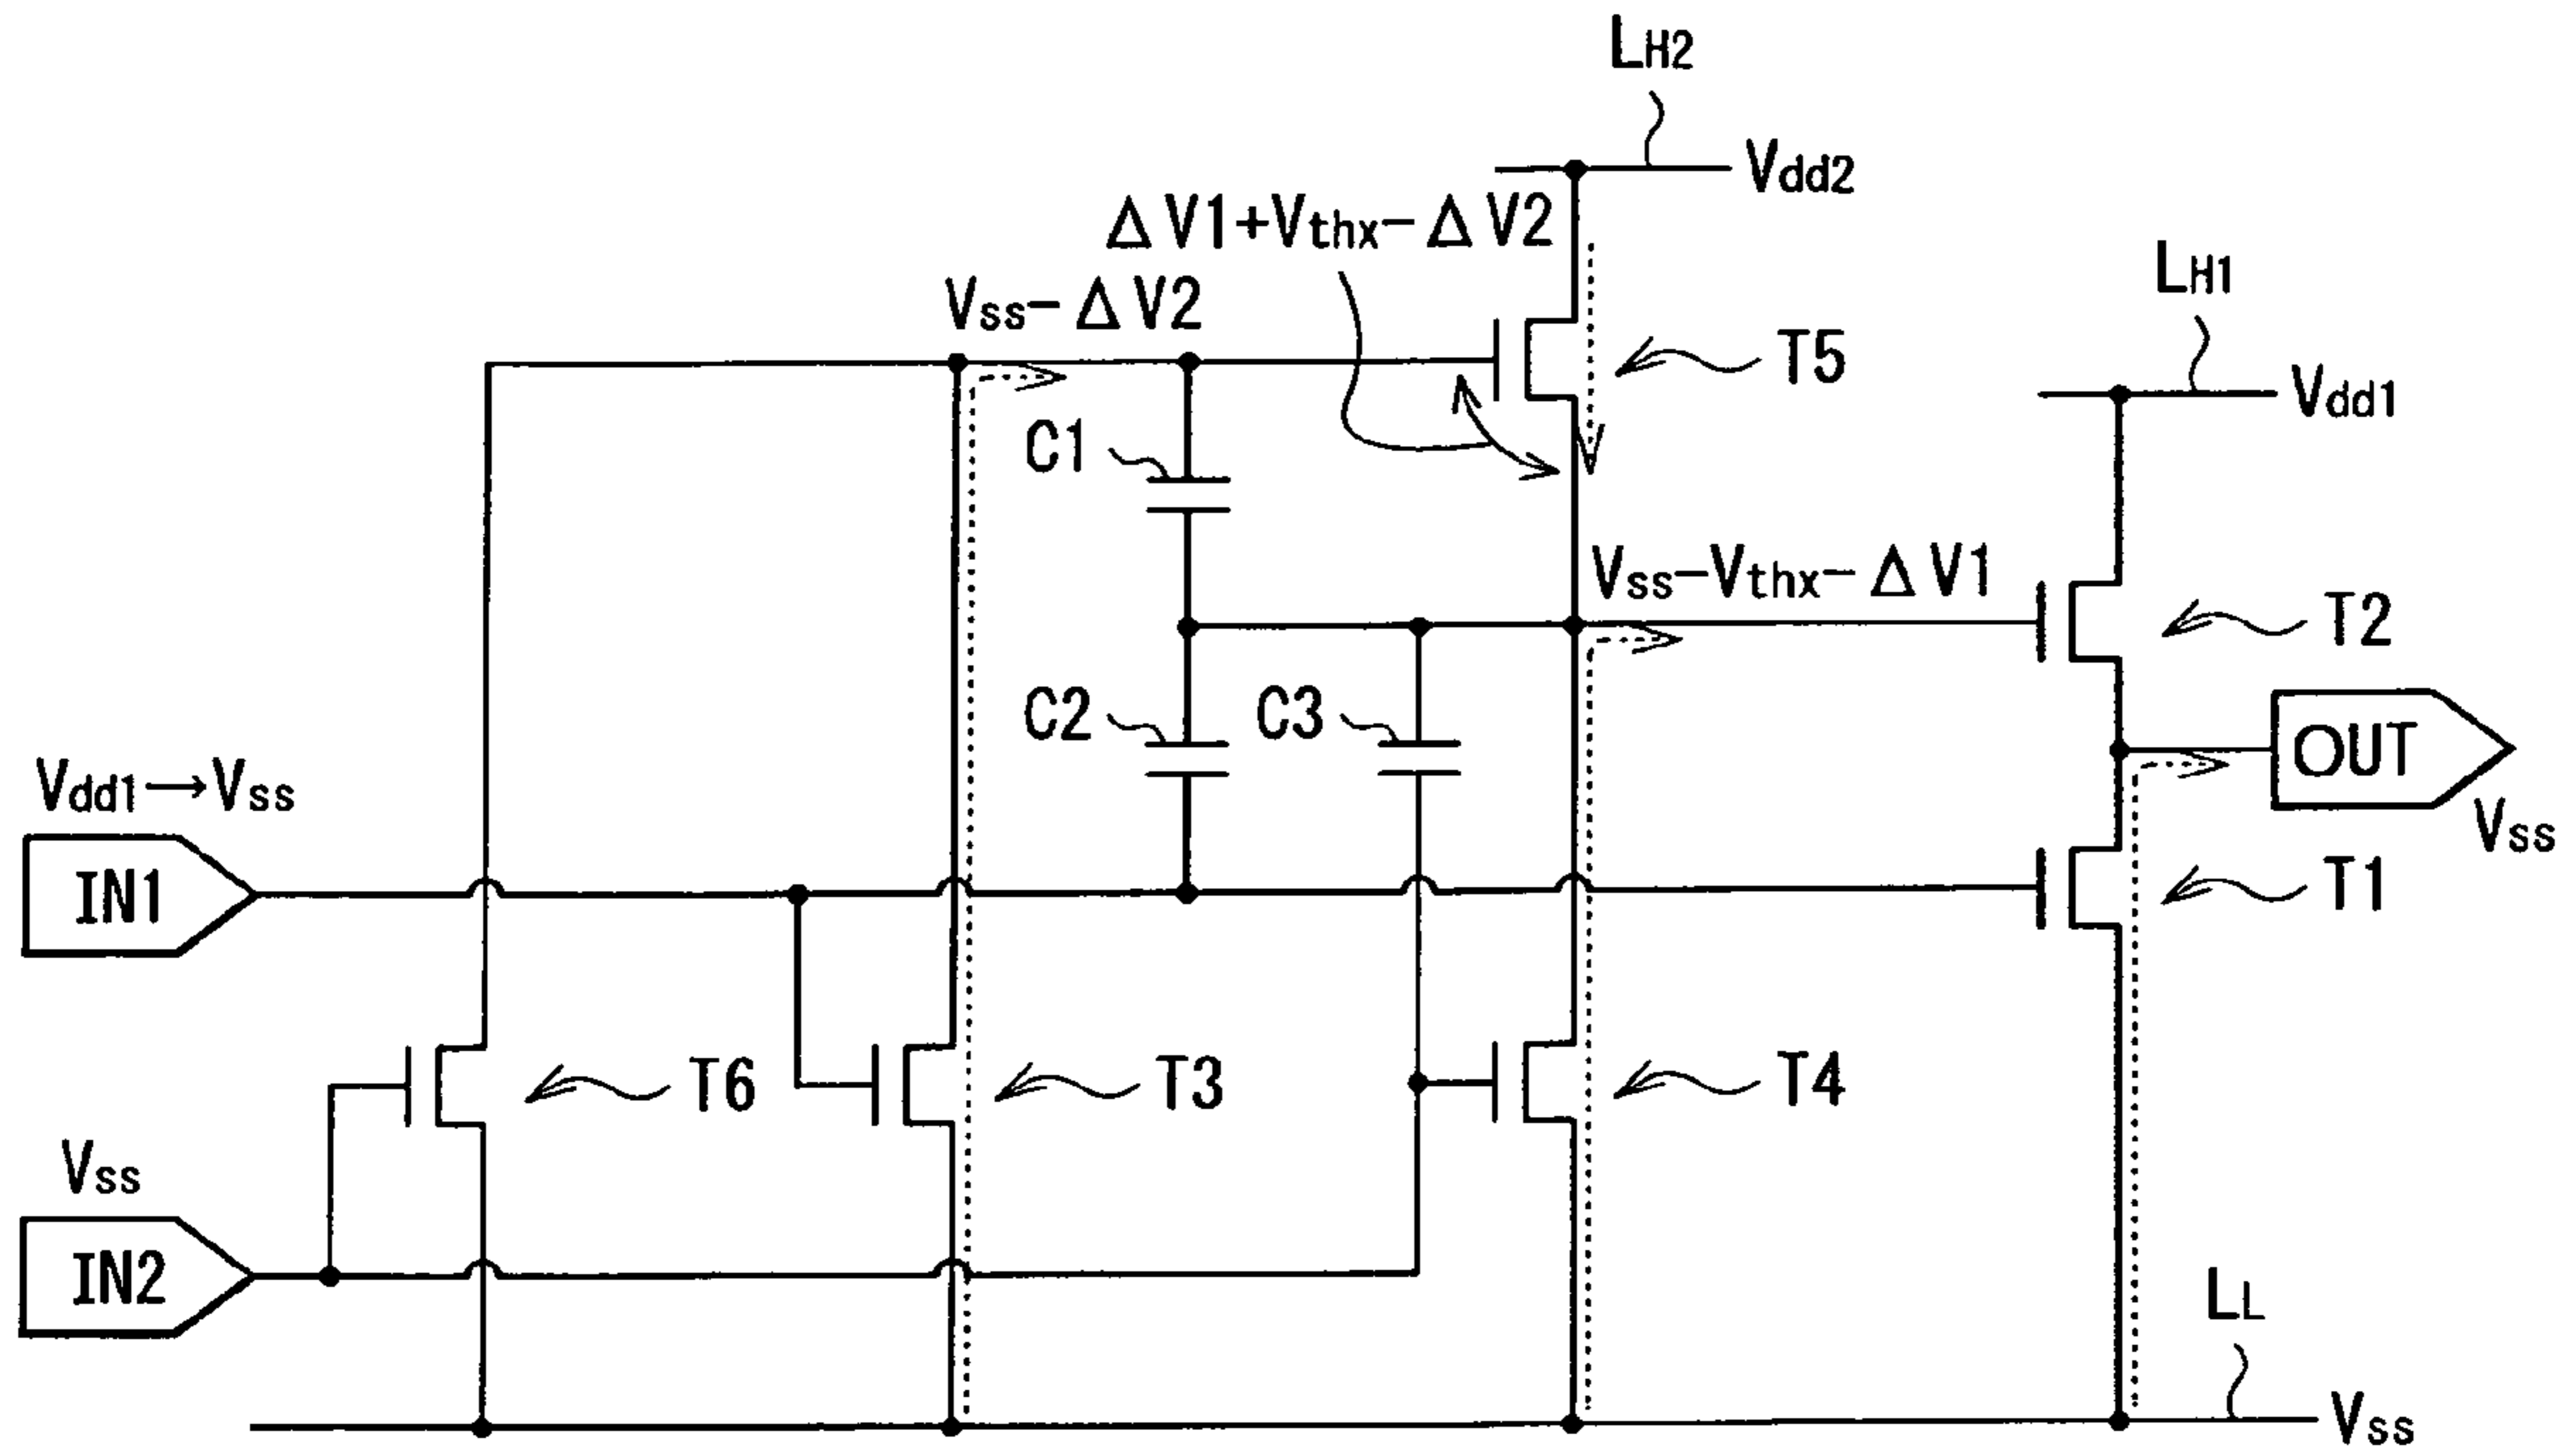 LH2
Vdd2
ΔV1+Vthx-ΔV2
LH1
Vss-ΔV2
T5
Vdd1
C1
Vss-Vthx-ΔV1
T2
C2
C3
OUT
Vdd1→Vss
Vss
IN1
T1
T6
T3
T4
Vss
IN2
LL
Vss